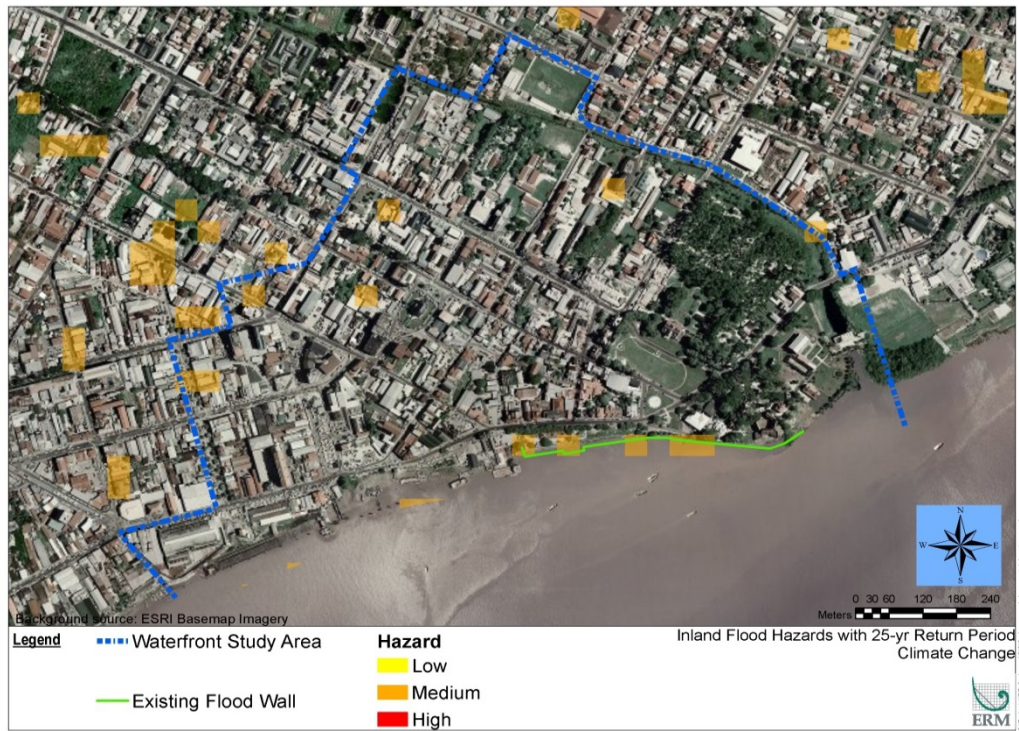 N
W E
S
0 30 60 120 180 240
Meters
Background source: ESRI Basemap Imagery
Legend
Waterfront Study Area
Existing Flood Wall
Hazard
Low
Medium
High
Inland Flood Hazards with 25-yr Return Period
Climate Change
ERM